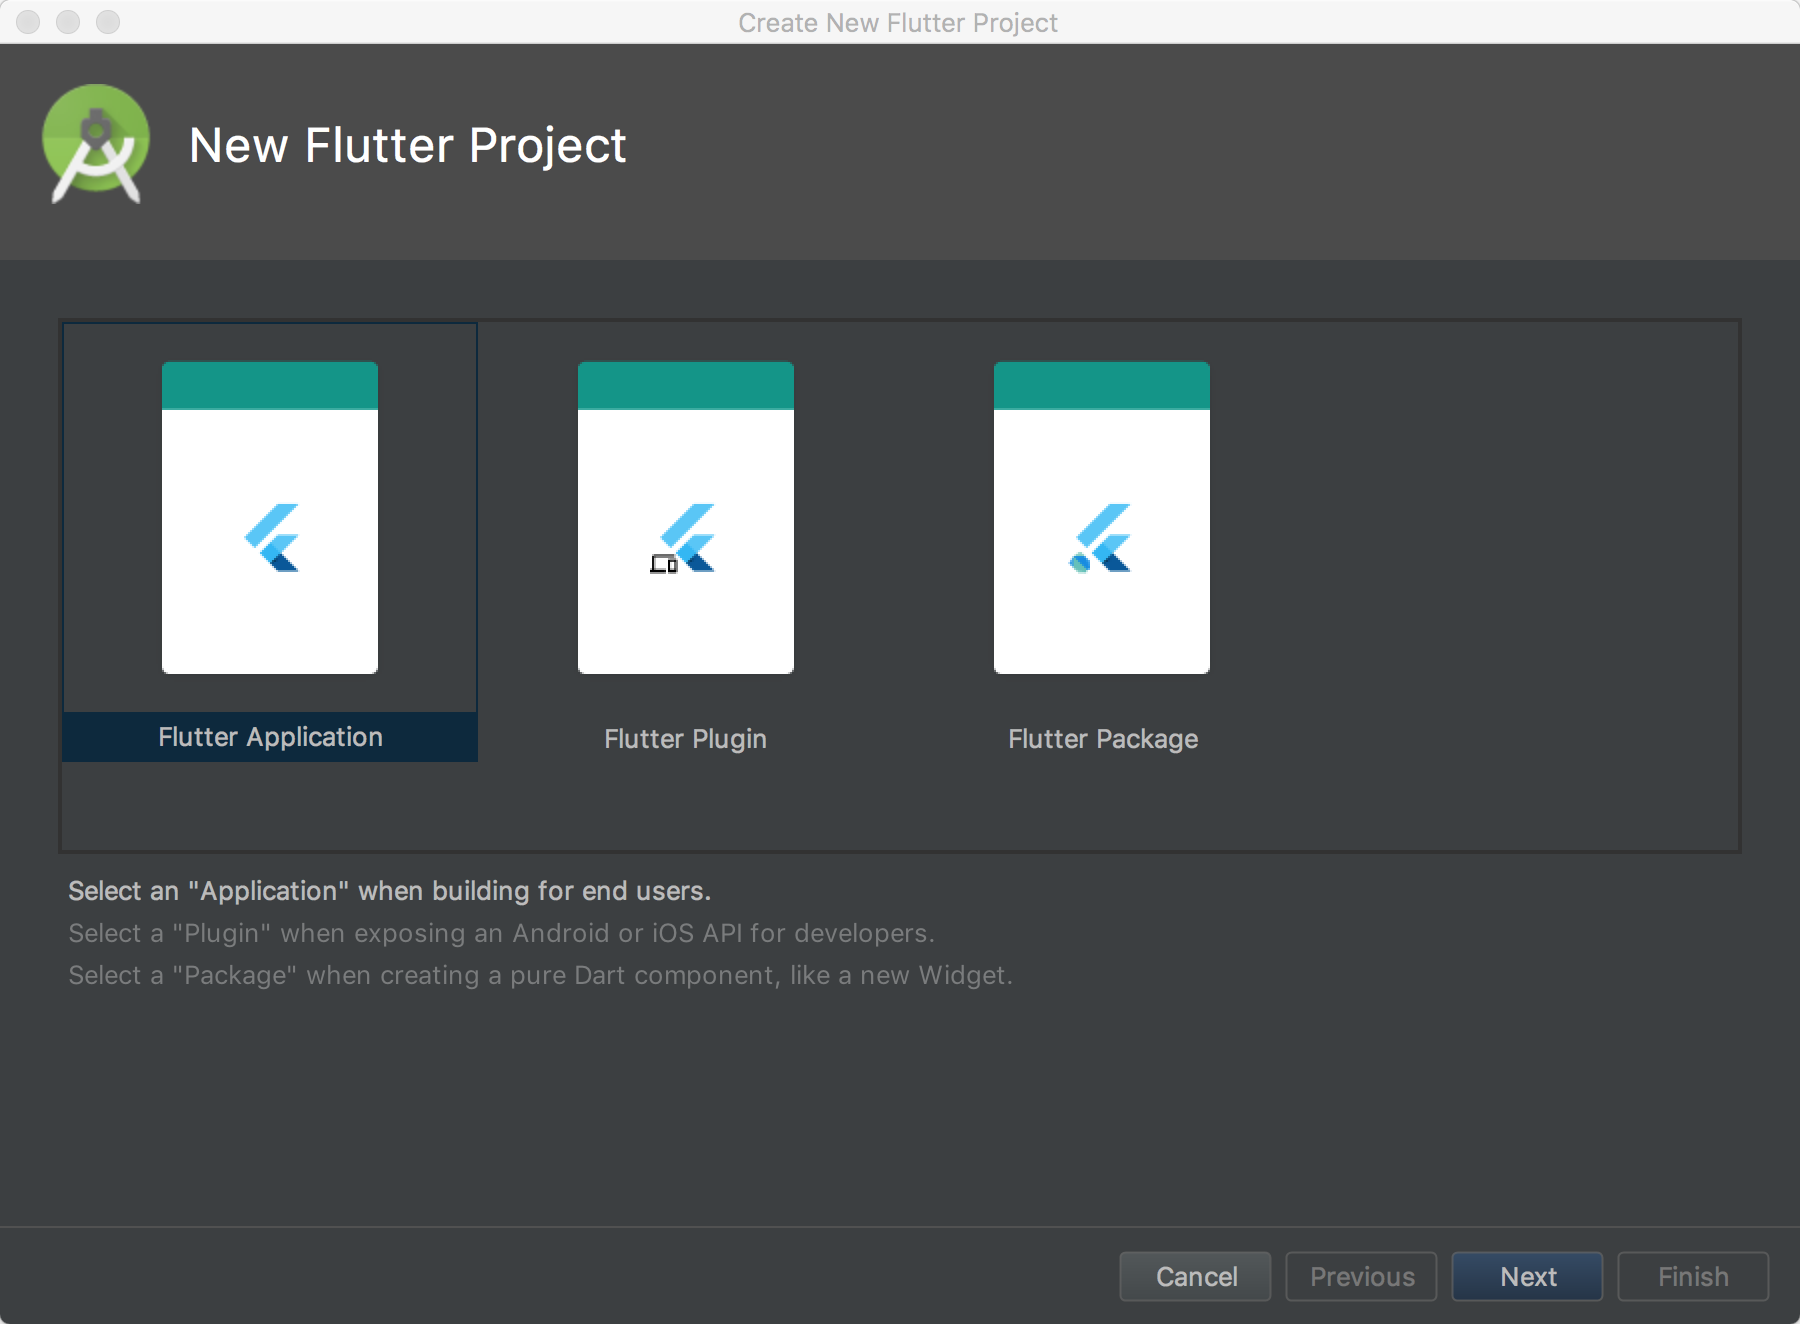 Create New Flutter Project
New Flutter Project
Flutter Application
Flutter Plugin
Flutter Package
Select an "Application" when building for end users.
Select a "Plugin" when exposing an Android or iOS API for developers.
Select a "Package" when creating a pure Dart component, like a new Widget.
Cancel
Previous
Next
Finish